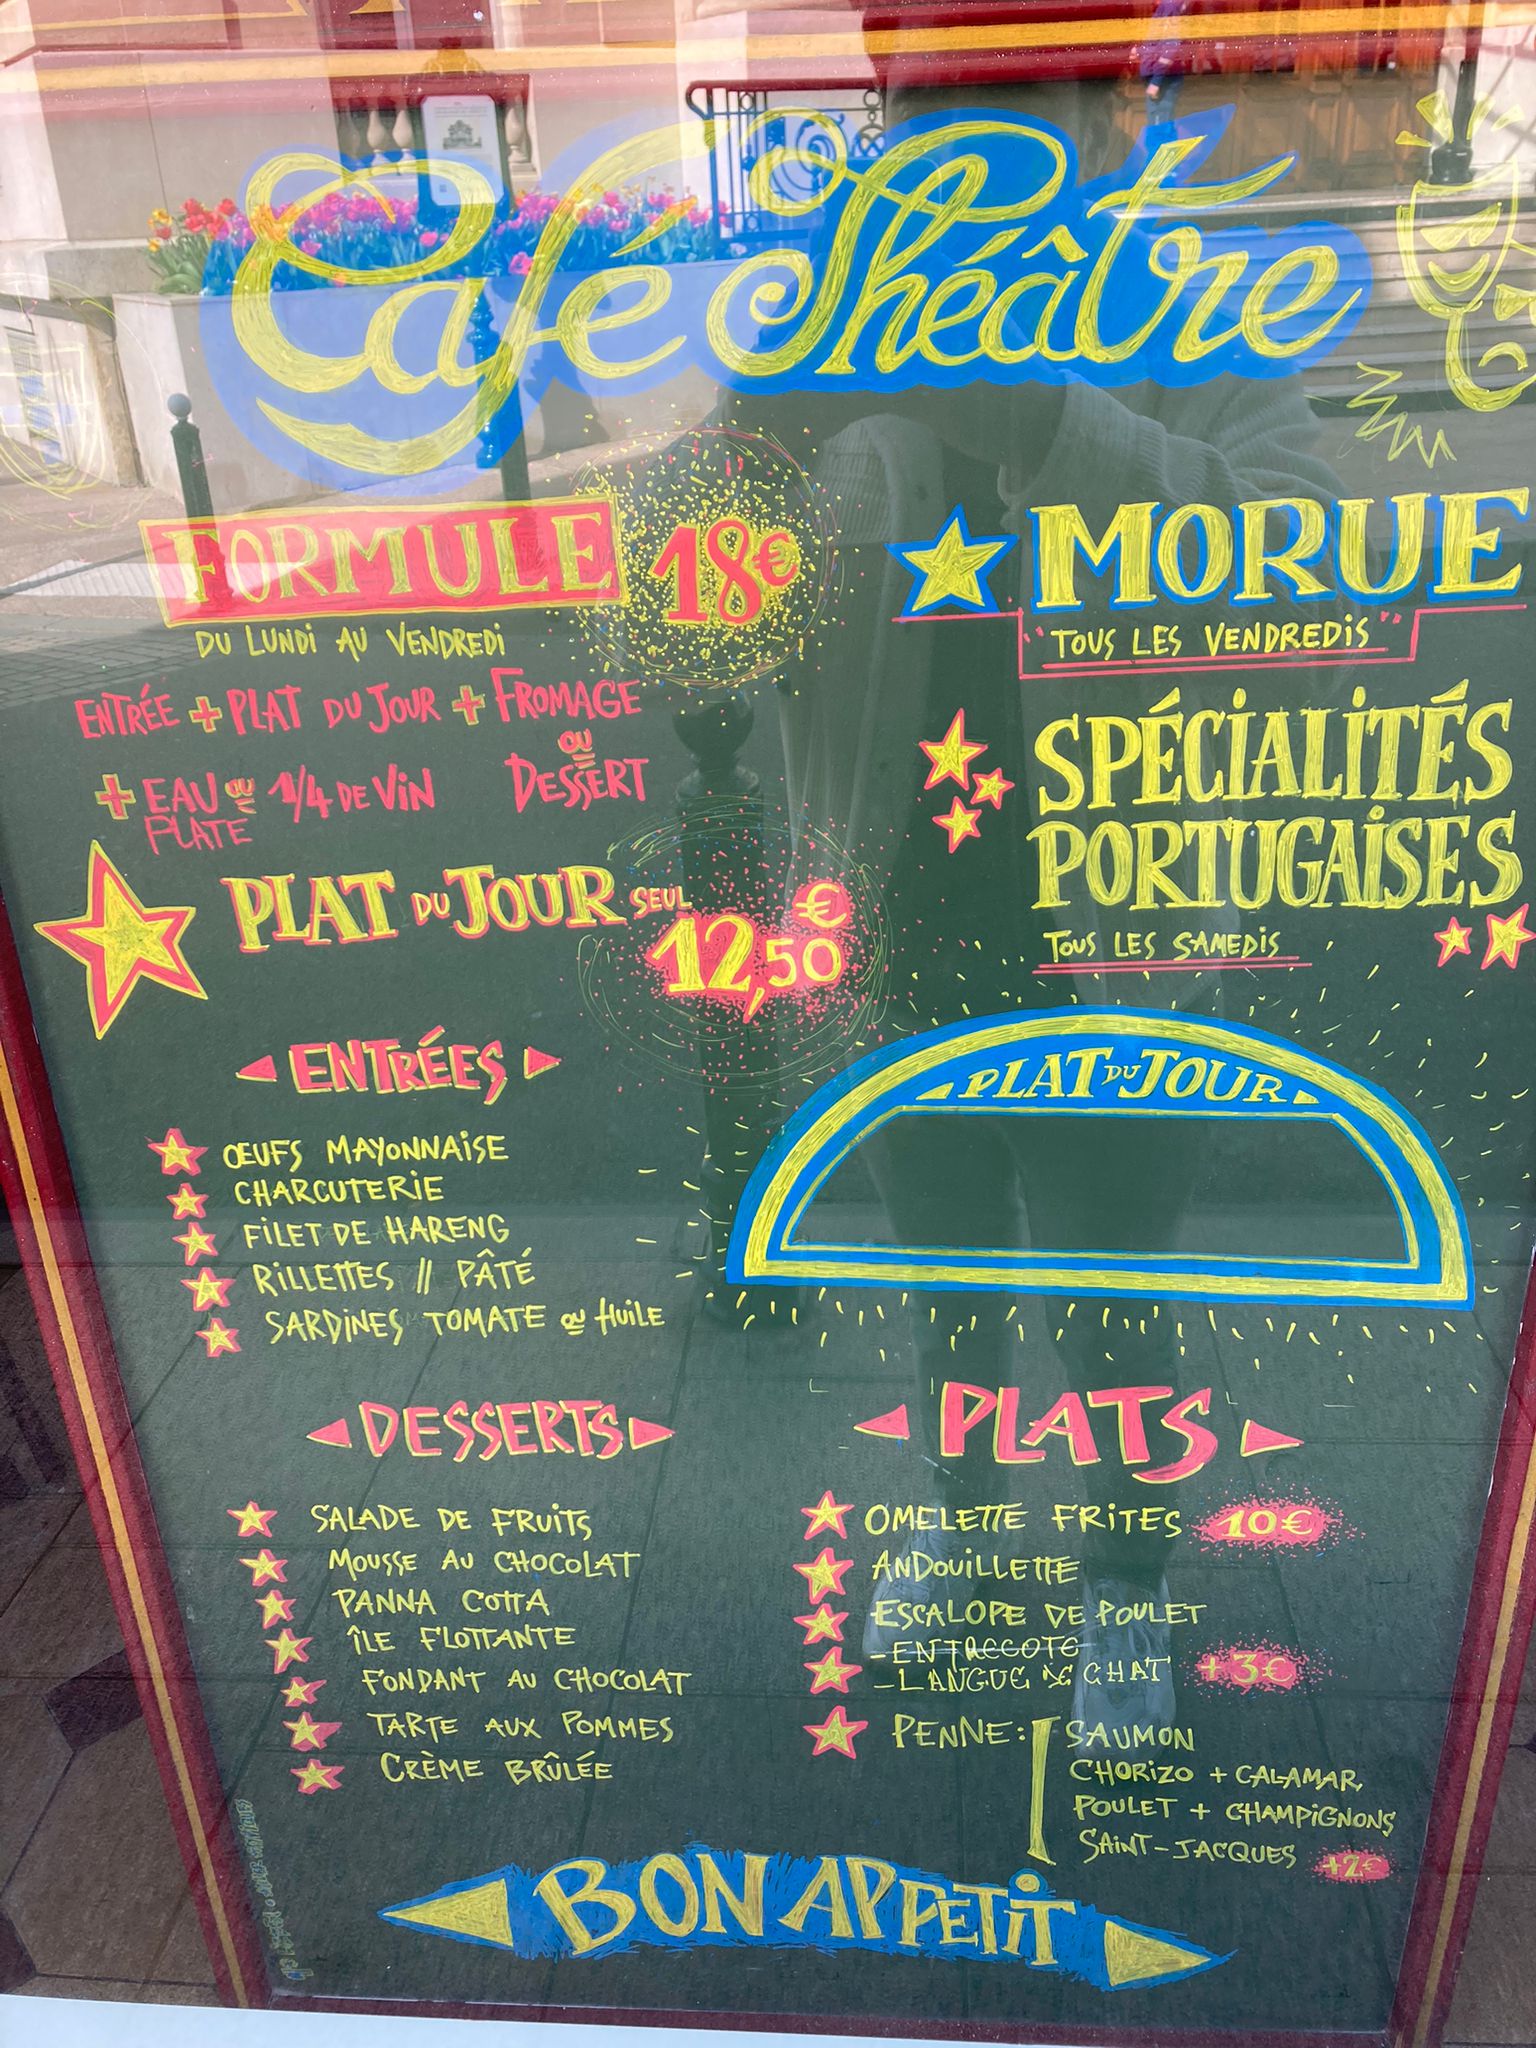 Café Théâtre
FORMULE 18€
DU LUNDI AU VENDREDI
ENTRÉE + PLAT DU JOUR + FROMAGE
OU
+ EAU OU 1/4 DE VIN DESSERT
PLATE
PLAT DU JOUR SEUL
12,50 €
MORUE
"TOUS LES VENDREDIS"
SPÉCIALITÉS
PORTUGAISES
TOUS LES SAMEDIS
PLAT DU JOUR
ENTRÉES
ŒUFS MAYONNAISE
CHARCUTERIE
FILET DE HARENG
RILLETTES // PÂTÉ
SARDINES TOMATE OU HUILE
DESSERTS
SALADE DE FRUITS
MOUSSE AU CHOCOLAT
PANNA COTTA
ÎLE FLOTTANTE
FONDANT AU CHOCOLAT
TARTE AUX POMMES
CRÈME BRÛLÉE
PLATS
OMELETTE FRITES 10€
ANDOUILLETTE
ESCALOPE DE POULET
-ENTRECOTE
-LANGUE DE CHAT +3€
PENNE: SAUMON
CHORIZO + CALAMAR
POULET + CHAMPIGNONS
SAINT-JACQUES +2€
BON APPETIT